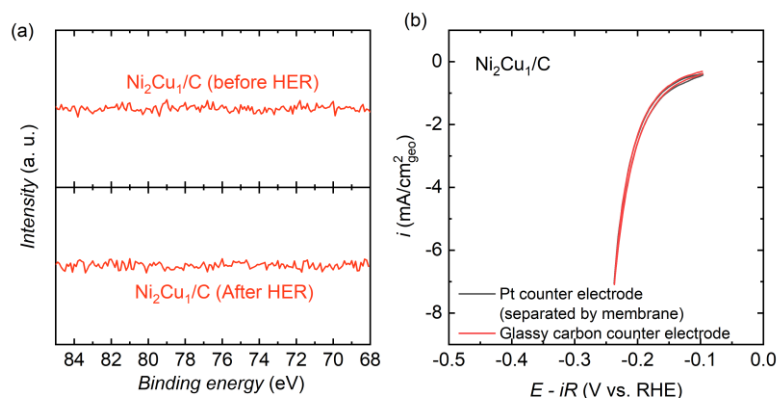 (a)
Ni₂Cu₁/C (before HER)
Ni₂Cu₁/C (After HER)
Intensity (a. u.)
85 82 80 78 76 74 72 70 68
Binding energy (eV)
(b)
Ni₂Cu₁/C
0
-2
-4
-6
-8
-9
i (mA/cm²geo)
Pt counter electrode
(separated by membrane)
Glassy carbon counter electrode
-0.5 -0.4 -0.3 -0.2 -0.1 0.0
E - iR (V vs. RHE)